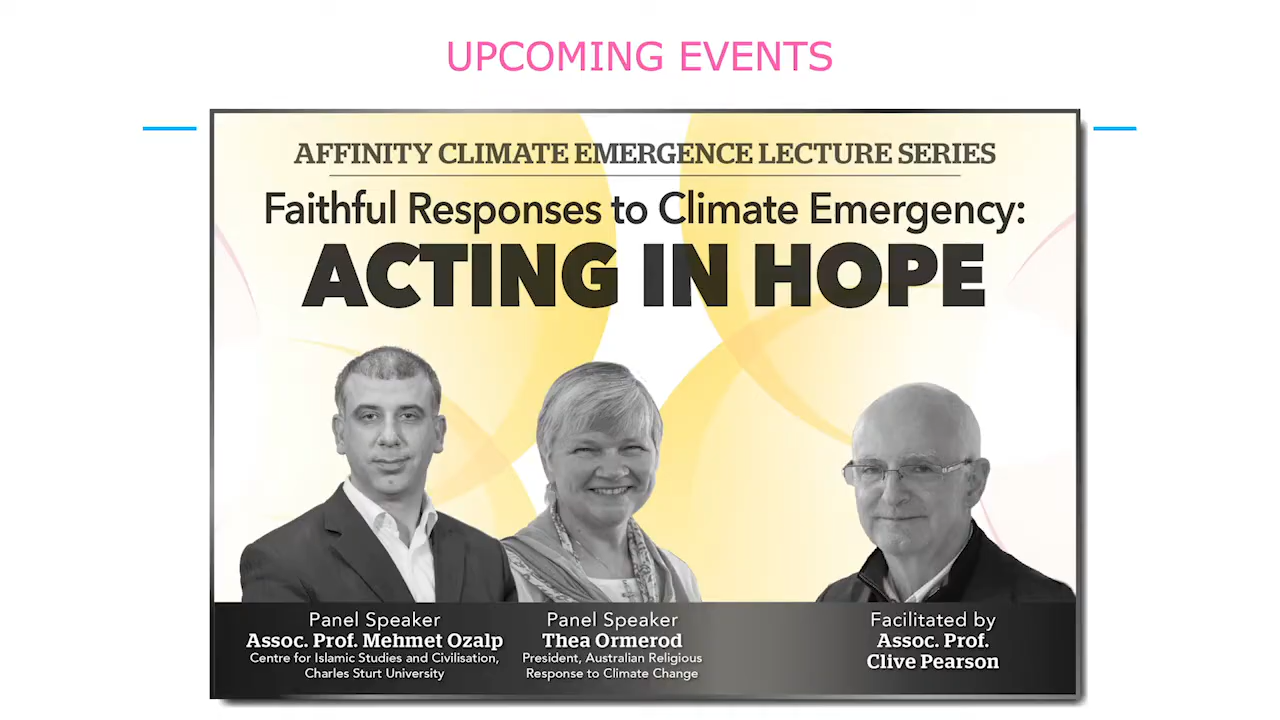 UPCOMING EVENTS
AFFINITY CLIMATE EMERGENCE LECTURE SERIES
Faithful Responses to Climate Emergency:
ACTING IN HOPE
Panel Speaker
Assoc. Prof. Mehmet Ozalp
Centre for Islamic Studies and Civilisation,
Charles Sturt University
Panel Speaker
Thea Ormerod
President, Australian Religious
Response to Climate Change
Facilitated by
Assoc. Prof.
Clive Pearson